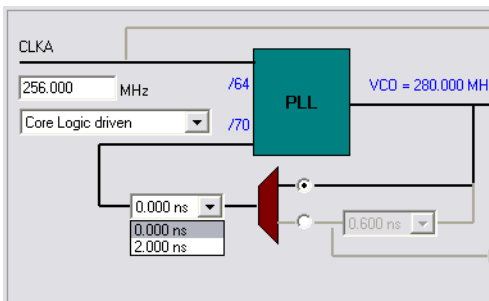 CLKA
256.000 MHz
/64
PLL
VCO = 280.000 MH
Core Logic driven
/70
0.000 ns
0.000 ns
2.000 ns
0.600 ns